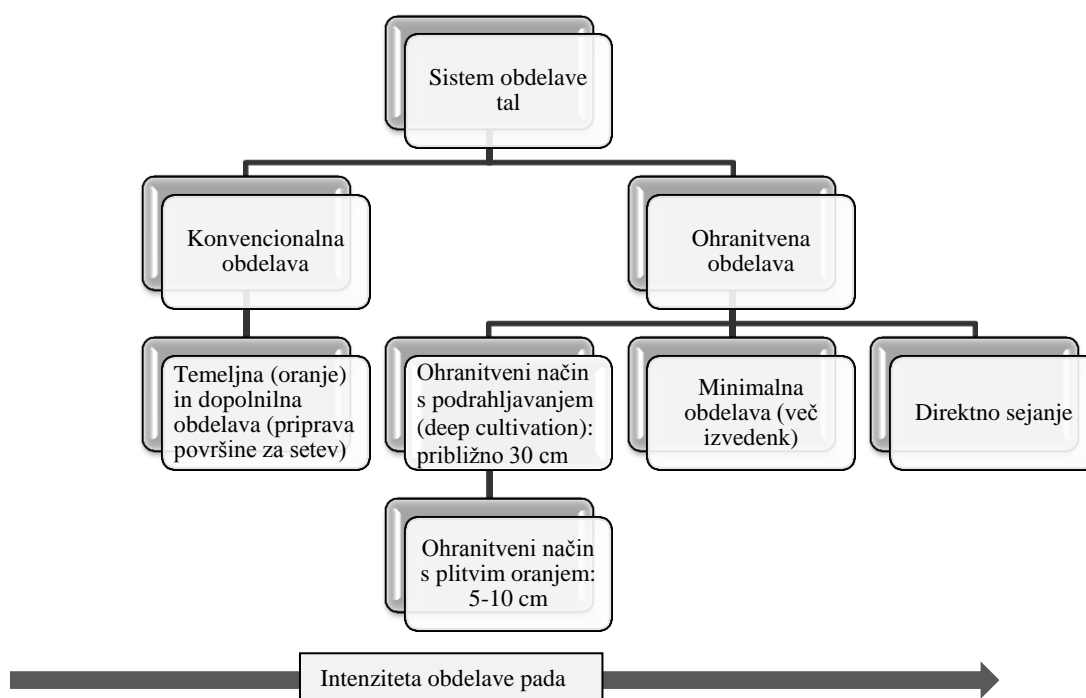 Sistem obdelave
tal
Konvencionalna
obdelava
Ohranitvena
obdelava
Temeljna (oranje)
in dopolnilna
obdelava (priprava
površine za setev)
Ohranitveni način
s podrahljavanjem
(deep cultivation):
približno 30 cm
Minimalna
obdelava (več
izvedenk)
Direktno sejanje
Ohranitveni način
s plitvim oranjem:
5-10 cm
Intenziteta obdelave pada